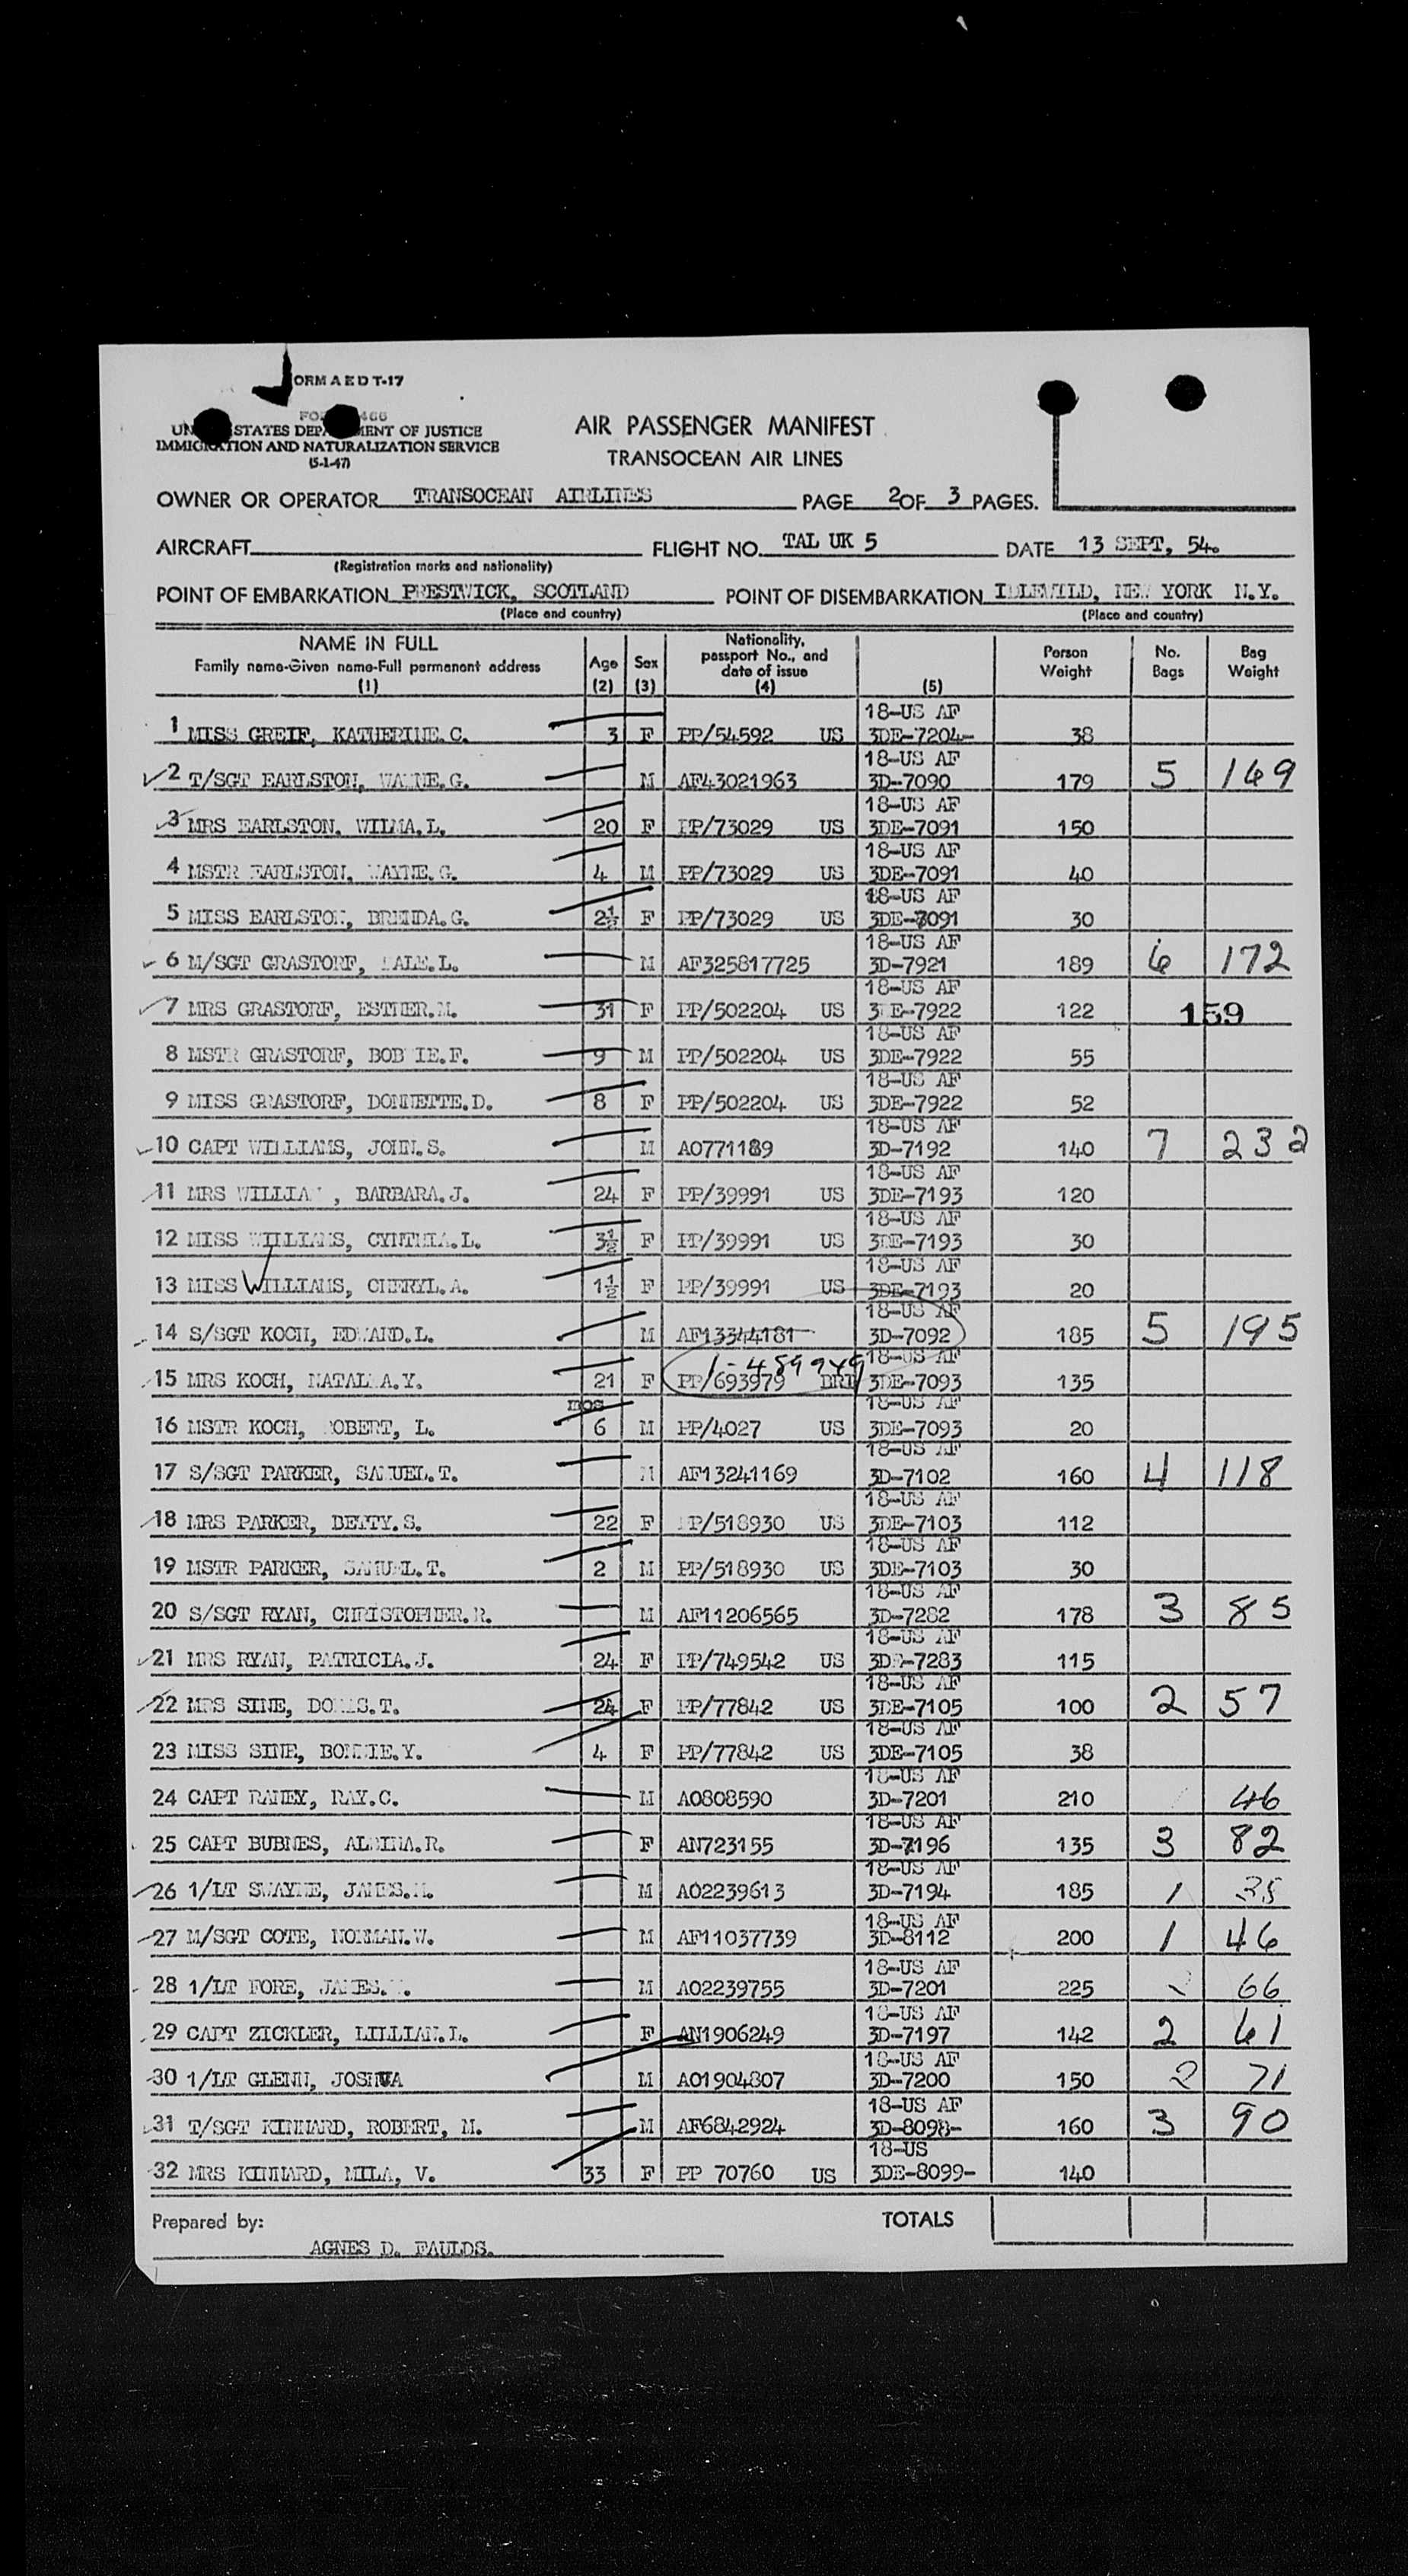 ORM A E D T-17
STATES DEP MENT OF JUSTICE
IMMIGRATION AND NATURALIZATION SERVICE
(5-1-47)
AIR PASSENGER MANIFEST
TRANSOCEAN AIR LINES
OWNER OR OPERATOR TRANSOCEAN AIRLINES PAGE 2 OF 3 PAGES.
AIRCRAFT FLIGHT NO. TAL UK 5 DATE 13 SEPT, 54.
(Registration marks and nationality)
POINT OF EMBARKATION PRESTWICK, SCOTLAND POINT OF DISEMBARKATION IDLEWILD, NEW YORK N.Y.
(Place and country) (Place and country)
NAME IN FULL Family name-Given name-Full permanent address (1) Age (2) Sex (3) Nationality, passport No., and date of issue (4) (5) Person Weight No. Bags Bag Weight
1 MISS GREIF, KATHERINE.C. 3 F PP/54592 US 18-US AF 3DE-7204- 38
2 T/SGT EARLSTON, WAYNE.G. M AF43021963 18-US AF 3D-7090 179 5 149
3 MRS EARLSTON, WILMA.L. 20 F PP/73029 US 18-US AF 3DE-7091 150
4 MSTR EARLSTON, WAYNE.G. 4 M PP/73029 US 18-US AF 3DE-7091 40
5 MISS EARLSTON, BRENDA.G. 2½ F PP/73029 US 18-US AF 3DE-7091 30
6 M/SGT GRASTORF, DALE.L. M AF325817725 18-US AF 3D-7921 189 6 172
7 MRS GRASTORF, ESTHER.M. 31 F PP/502204 US 18-US AF 3DE-7922 122 159
8 MSTR GRASTORF, BOBBIE.F. 9 M PP/502204 US 18-US AF 3DE-7922 55
9 MISS GRASTORF, DONNETTE.D. 8 F PP/502204 US 18-US AF 3DE-7922 52
10 CAPT WILLIAMS, JOHN.S. M AO771189 18-US AF 3D-7192 140 7 232
11 MRS WILLIAM , BARBARA.J. 24 F PP/39991 US 18-US AF 3DE-7193 120
12 MISS WILLIAMS, CYNTHIA.L. 3½ F PP/39991 US 18-US AF 3DE-7193 30
13 MISS WILLIAMS, CHERYL.A. 1½ F PP/39991 US 18-US AF 3DE-7193 20
14 S/SGT KOCH, EDWARD.L. M AF13344181 18-US AF 3D-7092 185 5 195
1-489949
15 MRS KOCH, NATALIA.Y. 21 F PP/693979 BRI 18-US AF 3DE-7093 135
16 MSTR KOCH, ROBERT, L. mos 6 M PP/4027 US 18-US AF 3DE-7093 20
17 S/SGT PARKER, SAMUEL.T. M AF13241169 18-US AF 3D-7102 160 4 118
18 MRS PARKER, BETTY.S. 22 F PP/518930 US 18-US AF 3DE-7103 112
19 MSTR PARKER, SAMUEL.T. 2 M PP/518930 US 18-US AF 3DE-7103 30
20 S/SGT RYAN, CHRISTOPHER.R. M AF11206565 18-US AF 3D-7282 178 3 85
21 MRS RYAN, PATRICIA.J. 24 F PP/749542 US 18-US AF 3DE-7283 115
22 MRS SINE, DORIS.T. 24 F PP/77842 US 18-US AF 3DE-7105 100 2 57
23 MISS SINE, BONNIE.Y. 4 F PP/77842 US 18-US AF 3DE-7105 38
24 CAPT RAMEY, RAY.C. M AO808590 18-US AF 3D-7201 210 46
25 CAPT BUBNES, ALBINA.R. F AN723155 18-US AF 3D-7196 135 3 82
26 1/LT SWAYNE, JAMES.M. M AO2239613 18-US AF 3D-7194 185 1 35
27 M/SGT COTE, NORMAN.W. M AF11037739 18-US AF 3D-8112 200 1 46
28 1/LT FORE, JAMES. M AO2239755 18-US AF 3D-7201 225 2 66
29 CAPT ZICKLER, LILLIAN.L. F AN1906249 18-US AF 3D-7197 142 2 61
30 1/LT GLENN, JOSHUA M AO1904807 18-US AF 3D-7200 150 2 71
31 T/SGT KINNARD, ROBERT, M. M AF6842924 18-US AF 3D-8098- 160 3 90
32 MRS KINNARD, MILA, V. 33 F PP 70760 US 18-US 3DE-8099- 140
Prepared by: TOTALS
AGNES D. FAULDS.